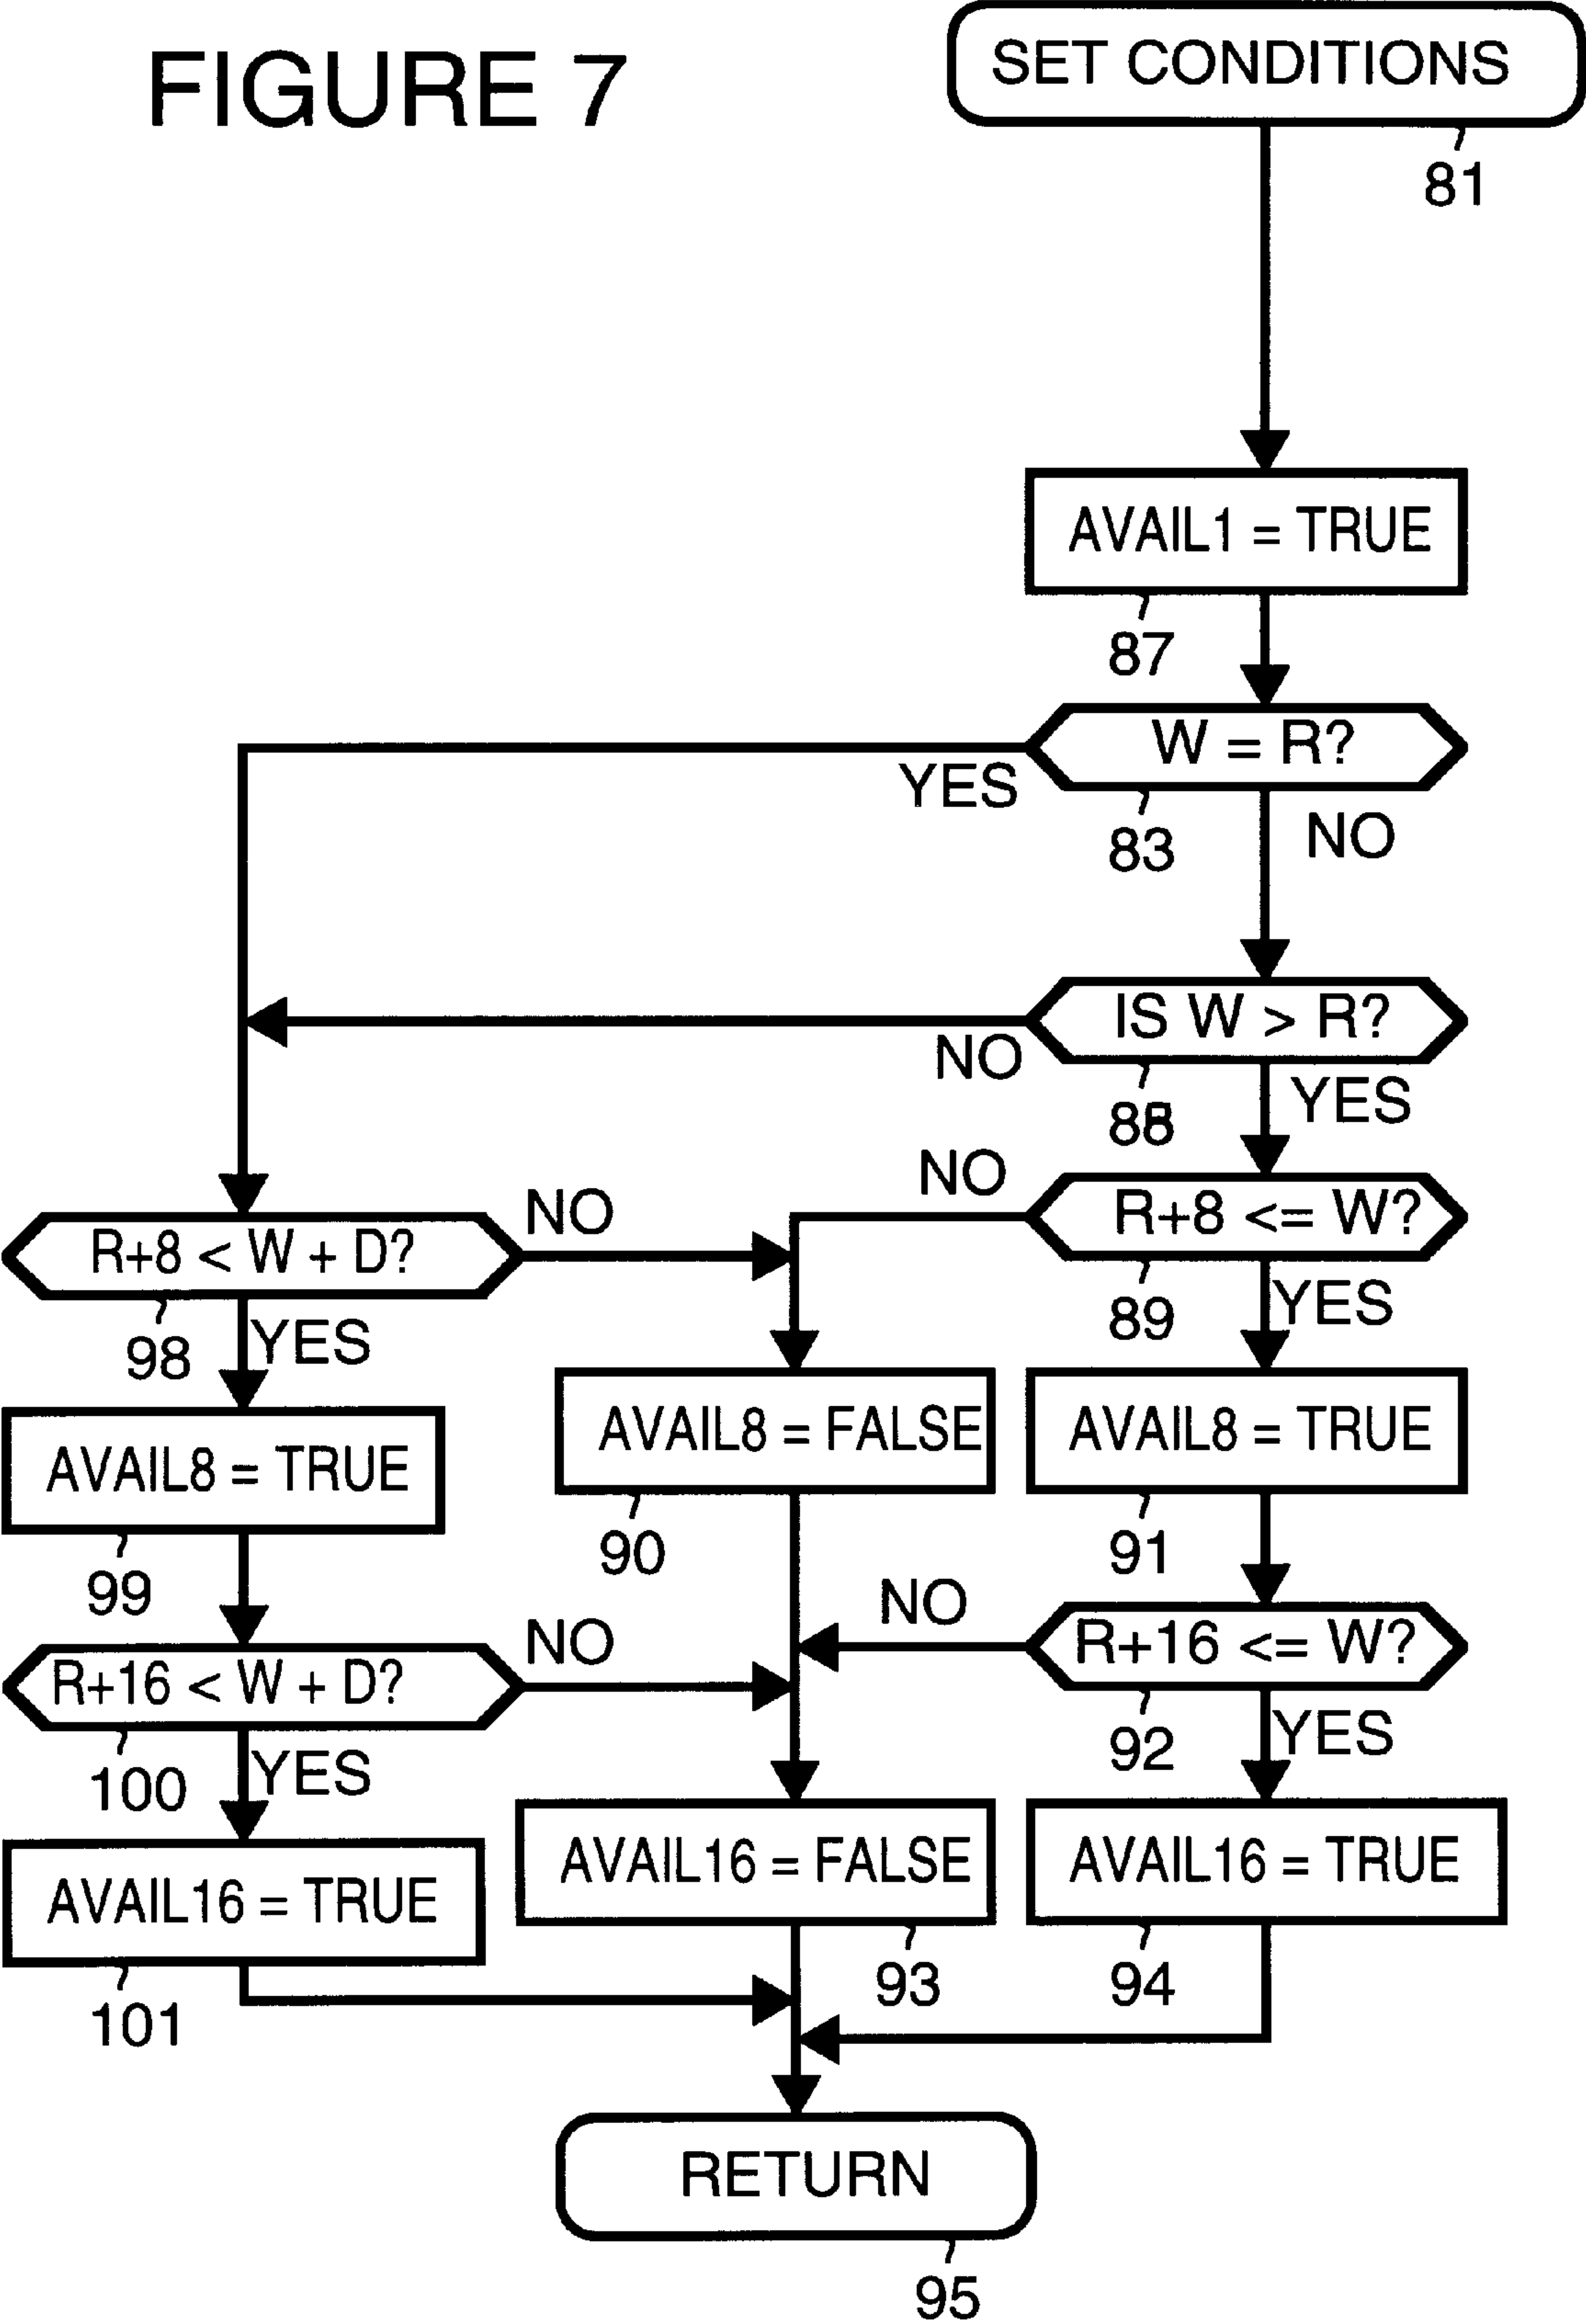 FIGURE 7
SET CONDITIONS
81
AVAIL1 = TRUE
87
W = R?
YES
83
NO
IS W > R?
NO
88
YES
NO
R+8 <= W?
NO
R+8 < W + D?
89
YES
98
YES
AVAIL8 = FALSE
AVAIL8 = TRUE
AVAIL8 = TRUE
90
91
99
NO
R+16 <= W?
NO
R+16 < W + D?
92
YES
100
YES
AVAIL16 = FALSE
AVAIL16 = TRUE
AVAIL16 = TRUE
93
94
101
RETURN
95